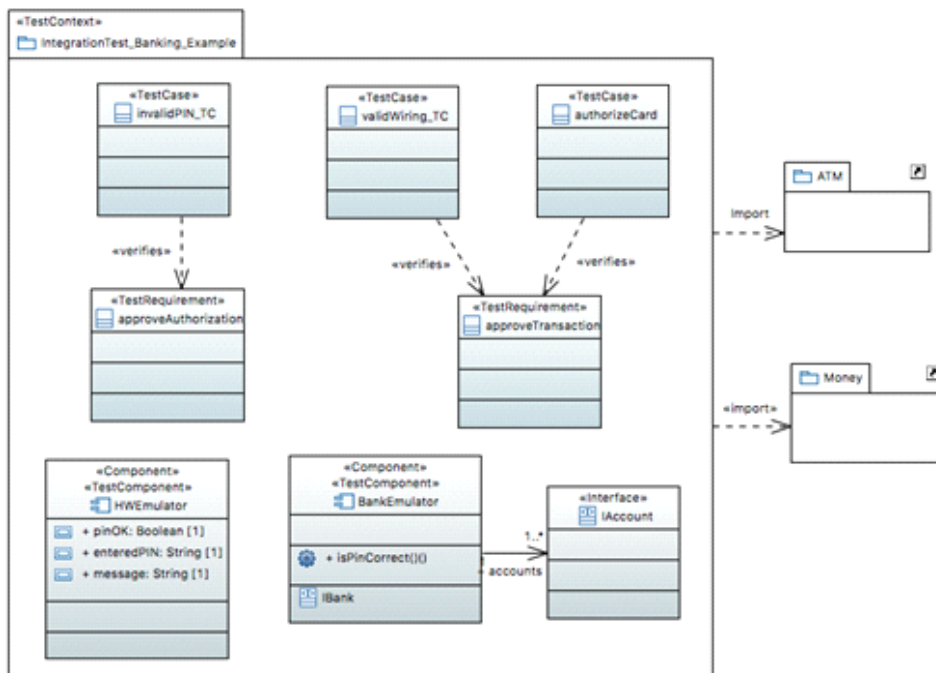 «TestContext»
IntegrationTest_Banking_Example
«TestCase»
invalidPIN_TC
«TestCase»
validWiring_TC
«TestCase»
authorizeCard
ATM
Import
«verifies»
«verifies»
«verifies»
«TestRequirement»
approveAuthorization
«TestRequirement»
approveTransaction
Money
«import»
«Component»
«TestComponent»
HWEmulator
+ pinOK: Boolean [1]
+ enteredPIN: String [1]
+ message: String [1]
«Component»
«TestComponent»
BankEmulator
+ isPinCorrect()()
IBank
1..*
accounts
«Interface»
IAccount